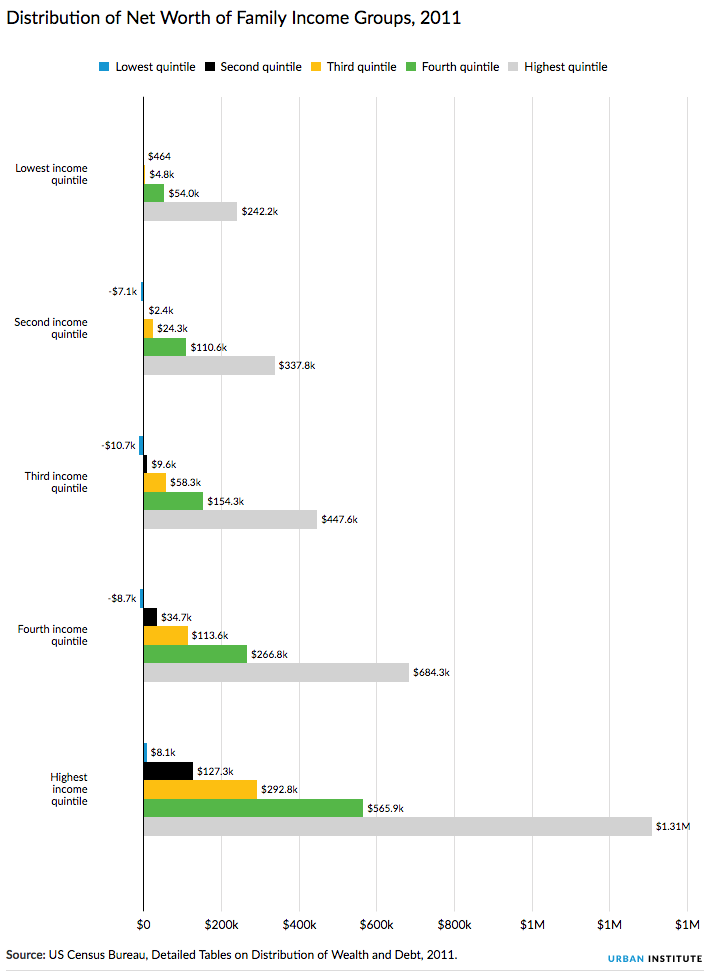 Distribution of Net Worth of Family Income Groups, 2011
Lowest quintile Second quintile Third quintile Fourth quintile Highest quintile
Lowest income
quintile
$464
$4.8k
$54.0k
$242.2k
Second income
quintile
-$7.1k
$2.4k
$24.3k
$110.6k
$337.8k
Third income
quintile
-$10.7k
$9.6k
$58.3k
$154.3k
$447.6k
Fourth income
quintile
-$8.7k
$34.7k
$113.6k
$266.8k
$684.3k
Highest
income
quintile
$8.1k
$127.3k
$292.8k
$565.9k
$1.31M
$0 $200k $400k $600k $800k $1M $1M $1M
Source: US Census Bureau, Detailed Tables on Distribution of Wealth and Debt, 2011.
URBAN INSTITUTE